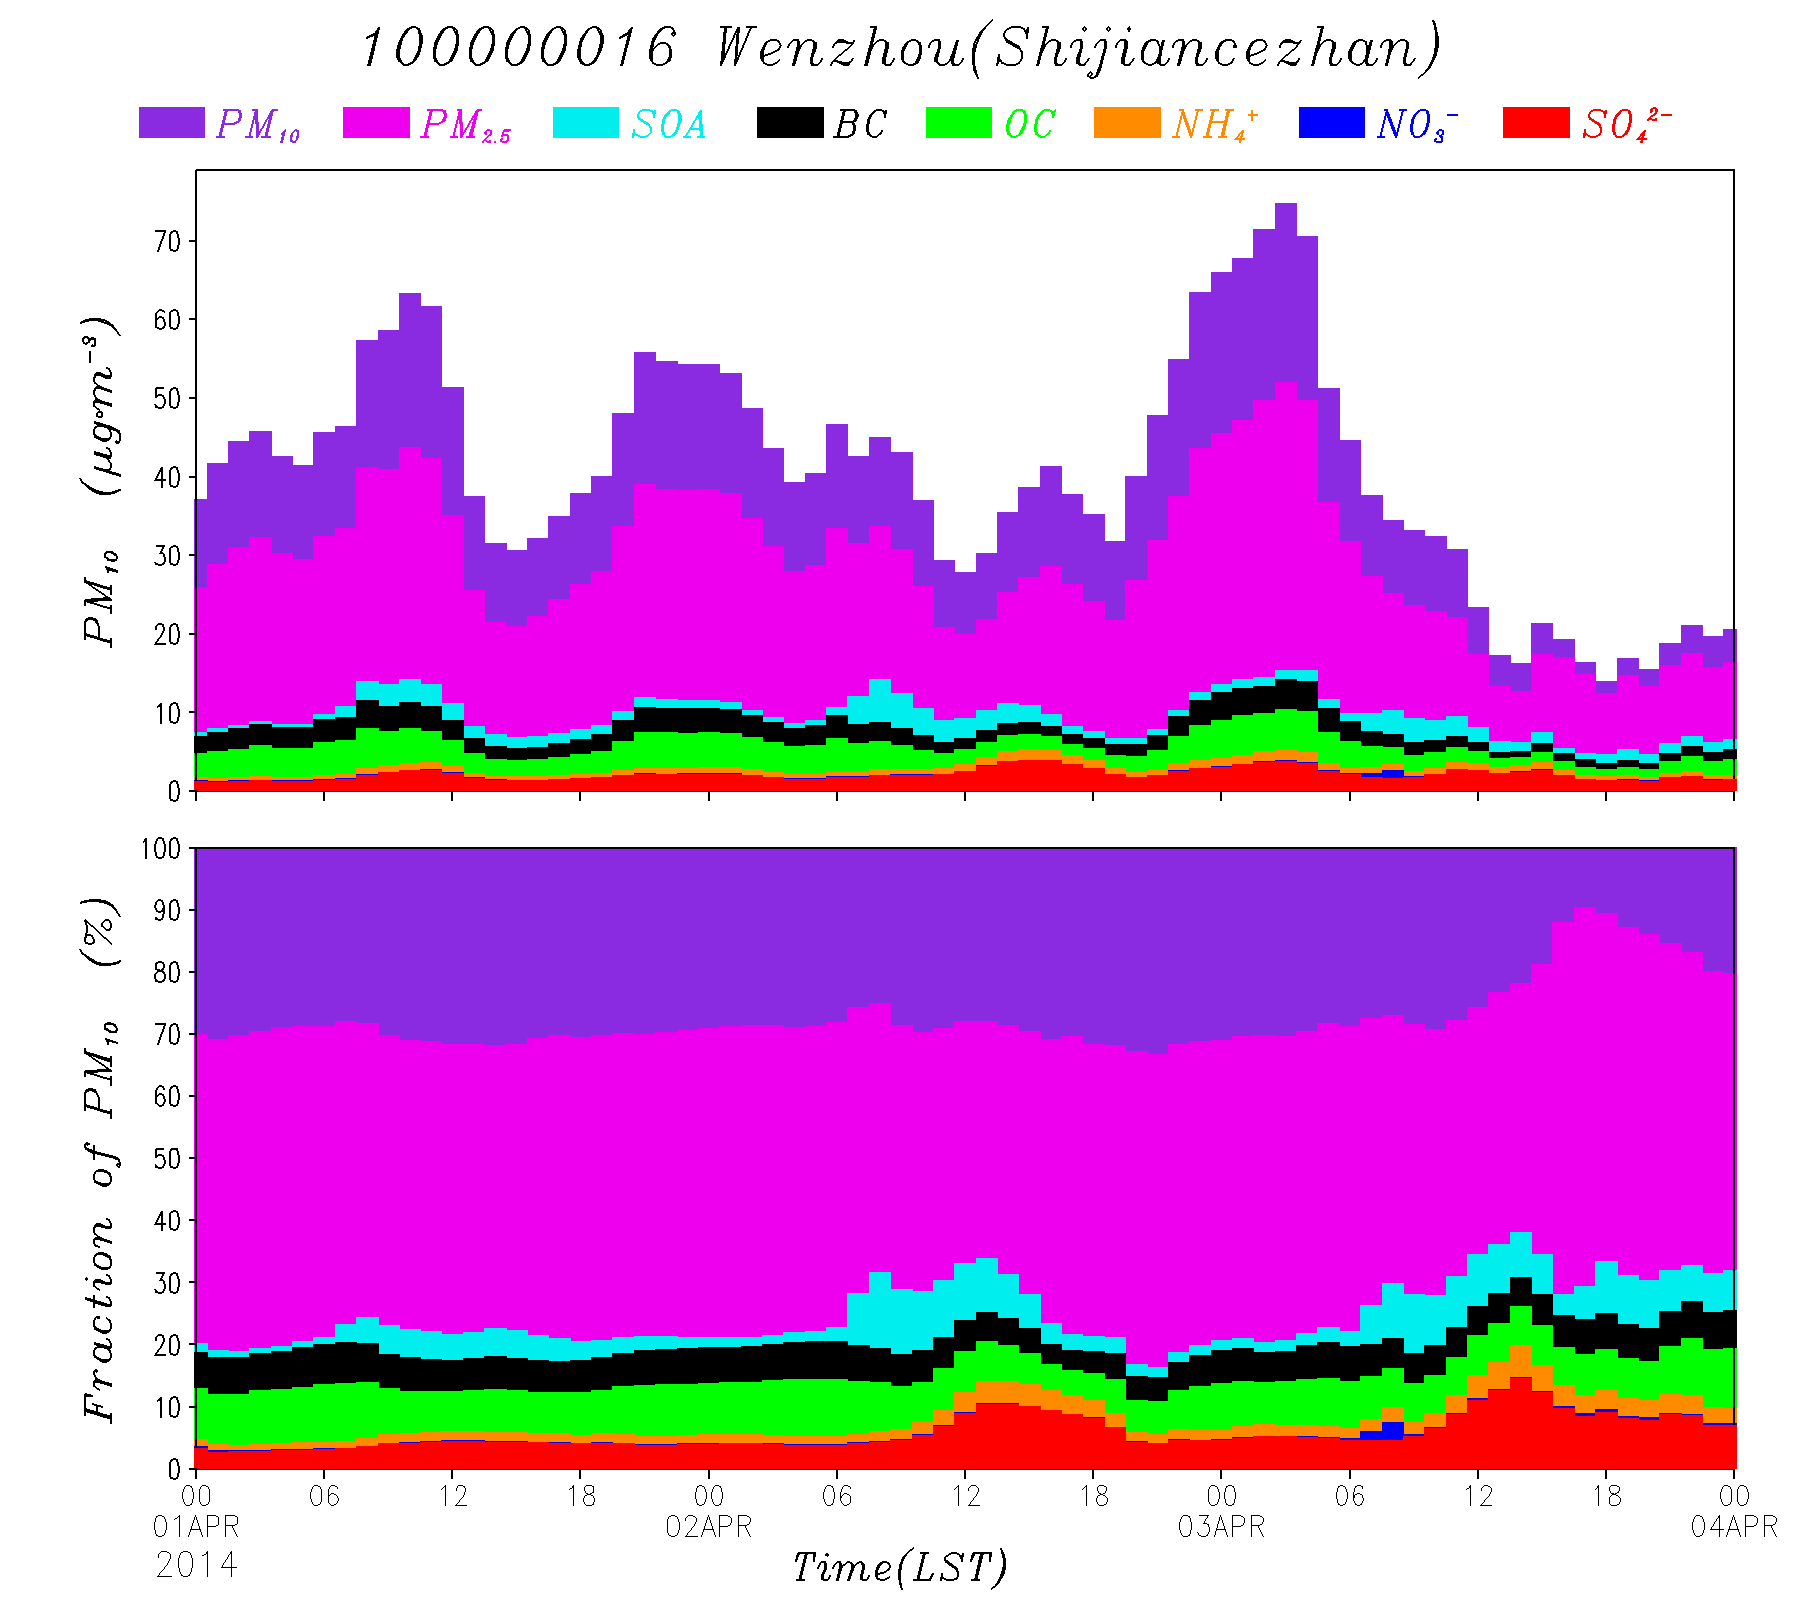 100000016 Wenzhou(Shijiancezhan)
PM₁₀ PM₂.₅ SOA BC OC NH₄⁺ NO₃⁻ SO₄²⁻
PM₁₀ (μg·m⁻³)
70
60
50
40
30
20
10
0
Fraction of PM₁₀ (%)
100
90
80
70
60
50
40
30
20
10
0
00 06 12 18 00 06 12 18 00 06 12 18 00
01APR 02APR 03APR 04APR
2014
Time(LST)